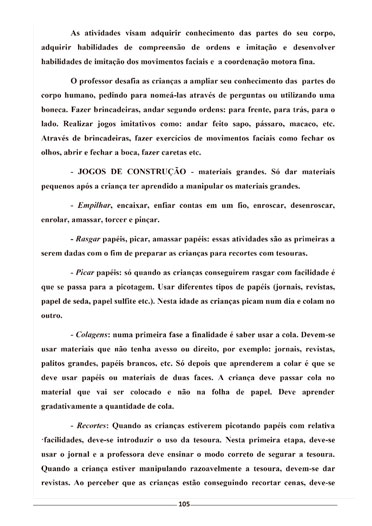 As atividades visam adquirir conhecimento das partes do seu corpo,
adquirir habilidades de compreensão de ordens e imitação e desenvolver
habilidades de imitação dos movimentos faciais e a coordenação motora fina.
O professor desafia as crianças a ampliar seu conhecimento das partes do
corpo humano, pedindo para nomeá-las através de perguntas ou utilizando uma
boneca. Fazer brincadeiras, andar segundo ordens: para frente, para trás, para o
lado. Realizar jogos imitativos como: andar feito sapo, pássaro, macaco, etc.
Através de brincadeiras, fazer exercícios de movimentos faciais como fechar os
olhos, abrir e fechar a boca, fazer caretas etc.
- JOGOS DE CONSTRUÇÃO - materiais grandes. Só dar materiais
pequenos após a criança ter aprendido a manipular os materiais grandes.
- Empilhar, encaixar, enfiar contas em um fio, enroscar, desenroscar,
enrolar, amassar, torcer e pinçar.
- Rasgar papéis, picar, amassar papéis: essas atividades são as primeiras a
serem dadas com o fim de preparar as crianças para recortes com tesouras.
- Picar papéis: só quando as crianças conseguirem rasgar com facilidade é
que se passa para a picotagem. Usar diferentes tipos de papéis (jornais, revistas,
papel de seda, papel sulfite etc.). Nesta idade as crianças picam num dia e colam no
outro.
- Colagens: numa primeira fase a finalidade é saber usar a cola. Devem-se
usar materiais que não tenha avesso ou direito, por exemplo: jornais, revistas,
palitos grandes, papéis brancos, etc. Só depois que aprenderem a colar é que se
deve usar papéis ou materiais de duas faces. A criança deve passar cola no
material que vai ser colocado e não na folha de papel. Deve aprender
gradativamente a quantidade de cola.
- Recortes: Quando as crianças estiverem picotando papéis com relativa
facilidades, deve-se introduzir o uso da tesoura. Nesta primeira etapa, deve-se
usar o jornal e a professora deve ensinar o modo correto de segurar a tesoura.
Quando a criança estiver manipulando razoavelmente a tesoura, devem-se dar
revistas. Ao perceber que as crianças estão conseguindo recortar cenas, deve-se
105